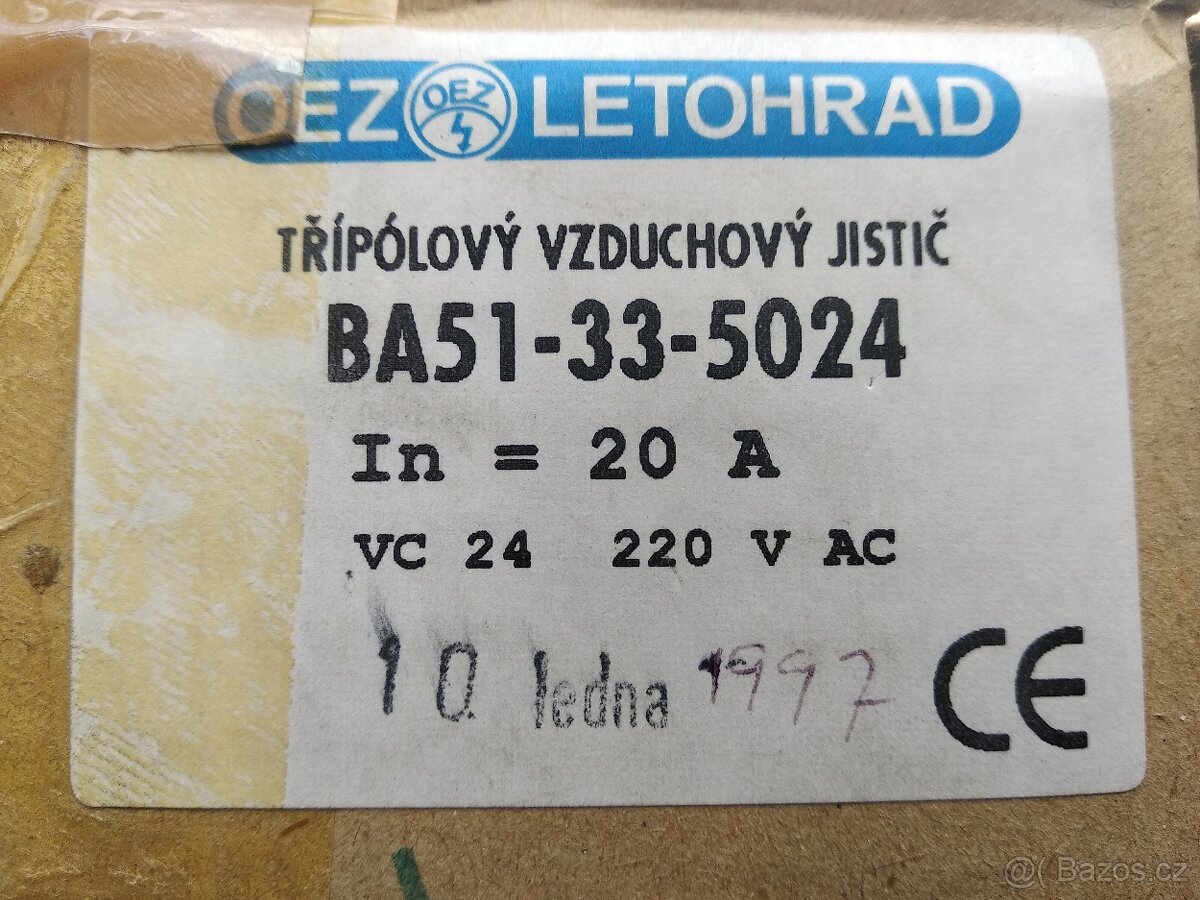 OEZ OEZ LETOHRAD
TŘÍPÓLOVÝ VZDUCHOVÝ JISTIČ
BA51-33-5024
In = 20 A
VC 24 220 V AC
10 ledna 1997 CE
@( Bazos.cz